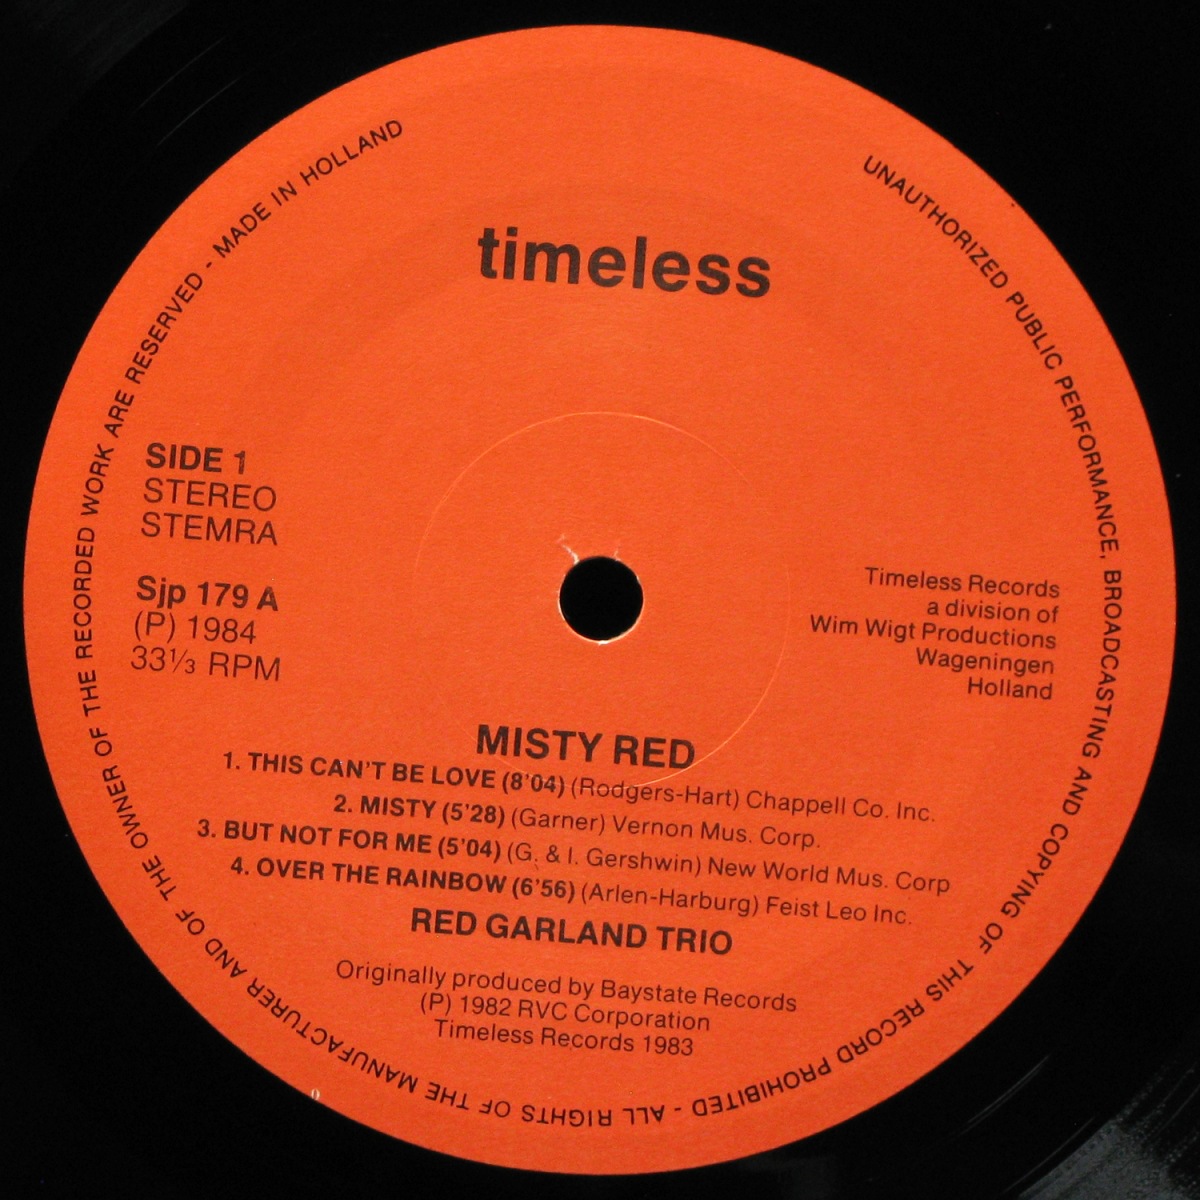 timeless
SIDE 1
STEREO
STEMRA
Sjp 179 A
(P) 1984
33⅓ RPM
Timeless Records
a division of
Wim Wigt Productions
Wageningen
Holland
MISTY RED
1. THIS CAN'T BE LOVE (8'04) (Rodgers-Hart) Chappell Co. Inc.
2. MISTY (5'28) (Garner) Vernon Mus. Corp.
3. BUT NOT FOR ME (5'04) (G. & I. Gershwin) New World Mus. Corp
4. OVER THE RAINBOW (6'56) (Arlen-Harburg) Feist Leo Inc.
RED GARLAND TRIO
Originally produced by Baystate Records
(P) 1982 RVC Corporation
Timeless Records 1983
UNAUTHORIZED PUBLIC PERFORMANCE, BROADCASTING AND COPYING OF THIS RECORD PROHIBITED - ALL RIGHTS OF THE MANUFACTURER AND OF THE OWNER OF THE RECORDED WORK ARE RESERVED - MADE IN HOLLAND